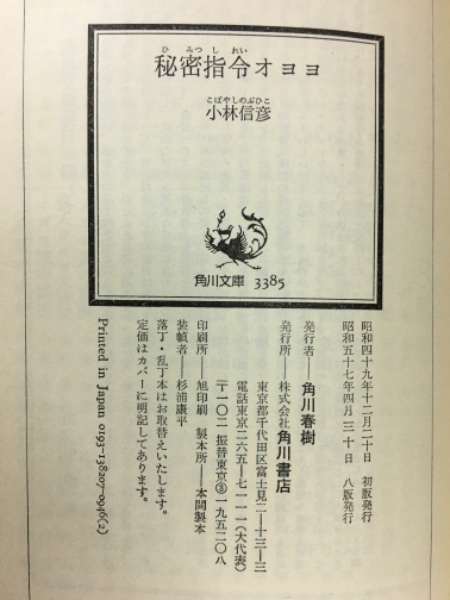 ひみつしれい
秘密指令オヨヨ
こばやしのぶひこ
小林信彦
角川文庫 3385
昭和四十九年十二月二十日 初版発行
昭和五十七年四月三十日 八版発行
発行者──角川春樹
発行所──株式会社角川書店
東京都千代田区富士見二─十三─三
電話東京二六五─七一一一(大代表)
〒一〇二 振替東京③一九五二〇八
印刷所──旭印刷 製本所──本間製本
装幀者──杉浦康平
落丁・乱丁本はお取替えいたします。
定価はカバーに明記してあります。
Printed in Japan 0193-138207-0946(2)